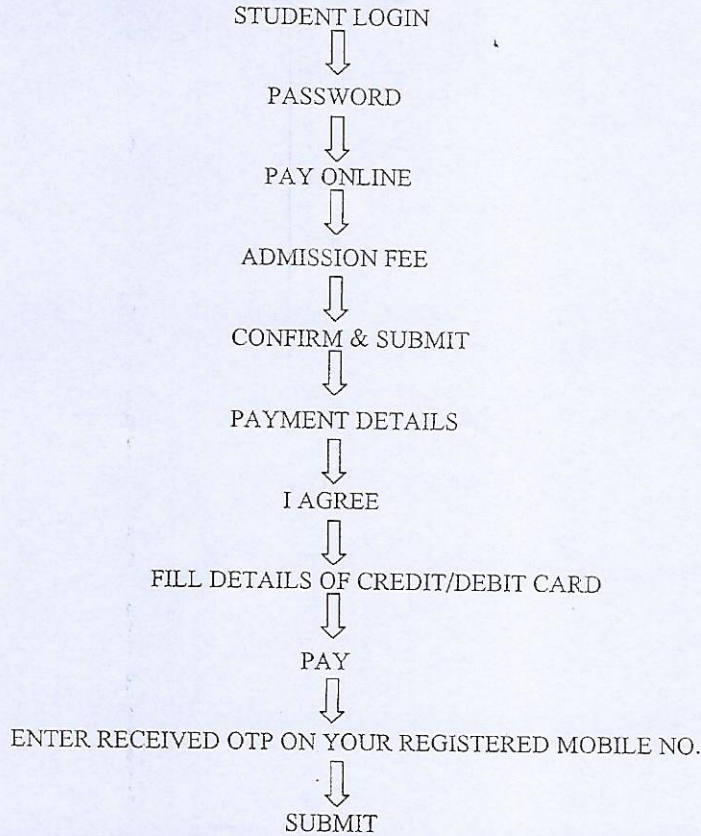 STUDENT LOGIN
PASSWORD
PAY ONLINE
ADMISSION FEE
CONFIRM & SUBMIT
PAYMENT DETAILS
I AGREE
FILL DETAILS OF CREDIT/DEBIT CARD
PAY
ENTER RECEIVED OTP ON YOUR REGISTERED MOBILE NO.
SUBMIT